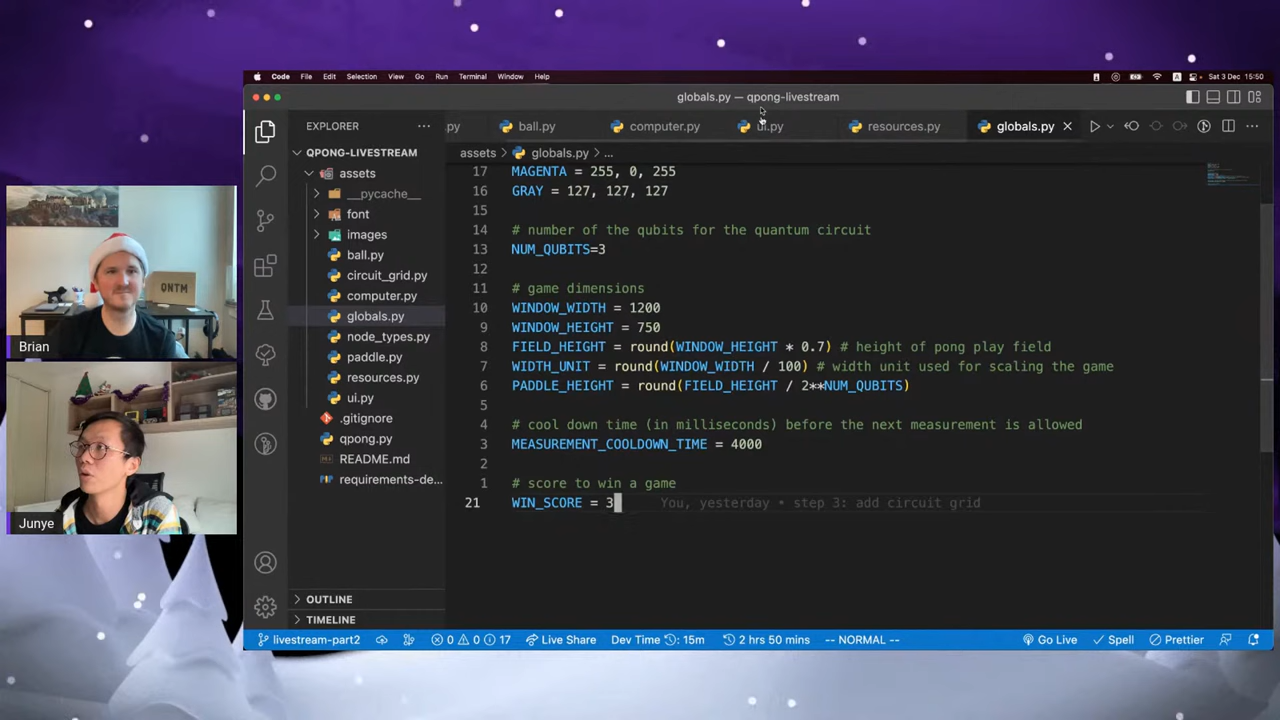 Code File Edit Selection View Go Run Terminal Window Help
Sat 3 Dec 15:50
globals.py — qpong-livestream
EXPLORER
.py ball.py computer.py ui.py resources.py globals.py
QPONG-LIVESTREAM
assets
__pycache__
font
images
ball.py
circuit_grid.py
computer.py
globals.py
node_types.py
paddle.py
resources.py
ui.py
.gitignore
qpong.py
README.md
requirements-de...
OUTLINE
TIMELINE
assets > globals.py > ...
17 MAGENTA = 255, 0, 255
16 GRAY = 127, 127, 127
15
14 # number of the qubits for the quantum circuit
13 NUM_QUBITS=3
12
11 # game dimensions
10 WINDOW_WIDTH = 1200
9 WINDOW_HEIGHT = 750
8 FIELD_HEIGHT = round(WINDOW_HEIGHT * 0.7) # height of pong play field
7 WIDTH_UNIT = round(WINDOW_WIDTH / 100) # width unit used for scaling the game
6 PADDLE_HEIGHT = round(FIELD_HEIGHT / 2**NUM_QUBITS)
5
4 # cool down time (in milliseconds) before the next measurement is allowed
3 MEASUREMENT_COOLDOWN_TIME = 4000
2
1 # score to win a game
21 WIN_SCORE = 3 You, yesterday • step 3: add circuit grid
livestream-part2 0 0 17 Live Share Dev Time : 15m 2 hrs 50 mins -- NORMAL -- Go Live Spell Prettier
QNTM
Brian
Junye